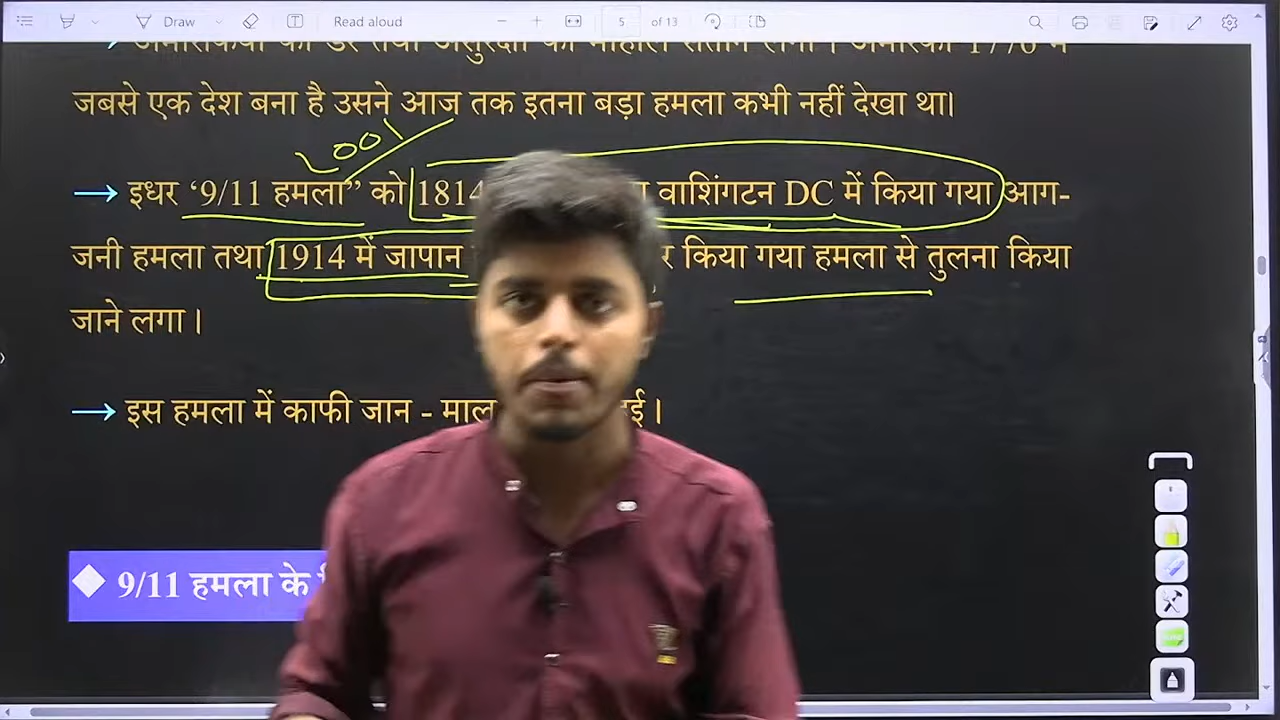 Draw
Read aloud
5 of 13
जबसे एक देश बना है उसने आज तक इतना बड़ा हमला कभी नहीं देखा था।
2001
→ इधर ‘9/11 हमला” को 1814 वाशिंगटन DC में किया गया आग-
जनी हमला तथा 1914 में जापान किया गया हमला से तुलना किया
जाने लगा।
→ इस हमला में काफी जान - माल
9/11 हमला के